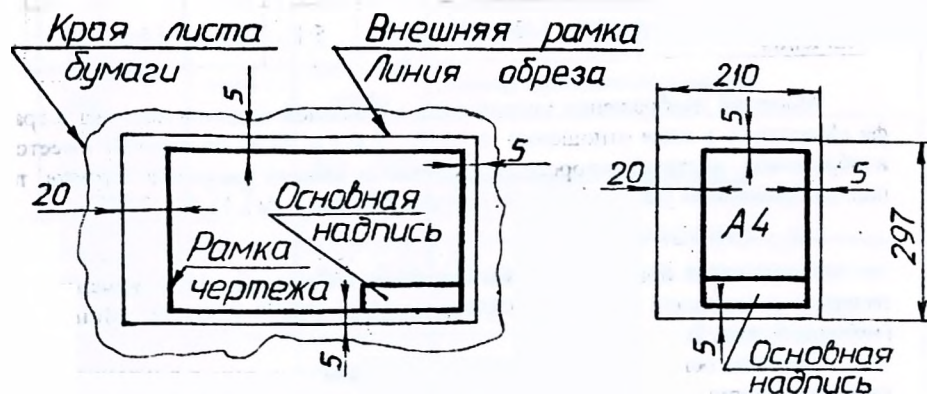 Края листа
бумаги
Внешняя рамка
Линия обреза
5
5
20
Основная
надпись
Рамка
чертежа
5
210
5
20
5
А4
297
5
Основная
надпись